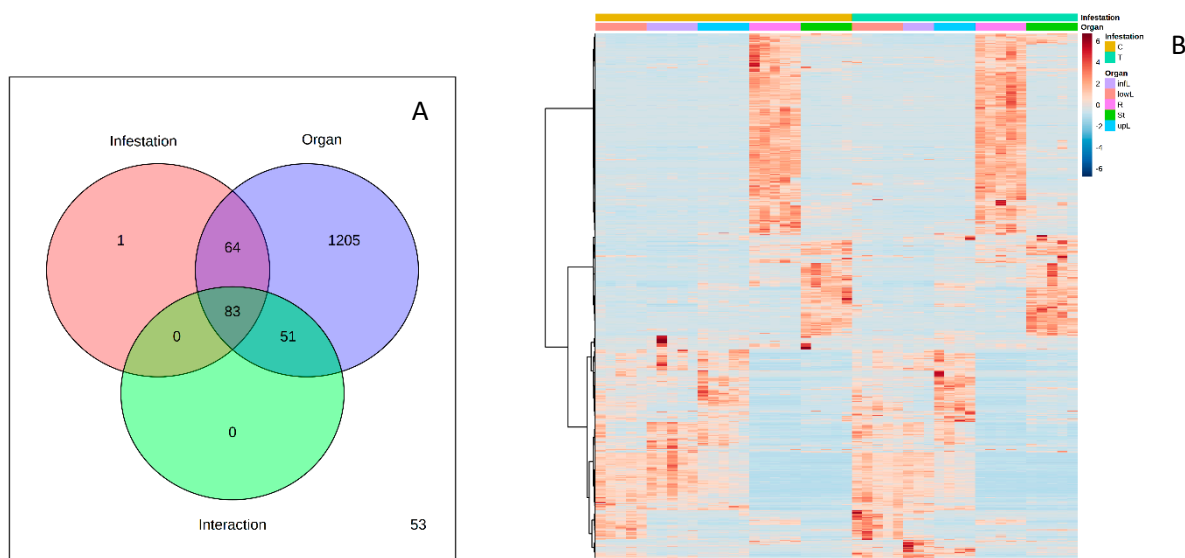 A
Infestation
Organ
1
64
1205
83
0
51
0
Interaction
53
B
Infestation
Organ
6
4
2
0
-2
-4
-6
Infestation
C
T
Organ
infL
lowL
R
St
upL